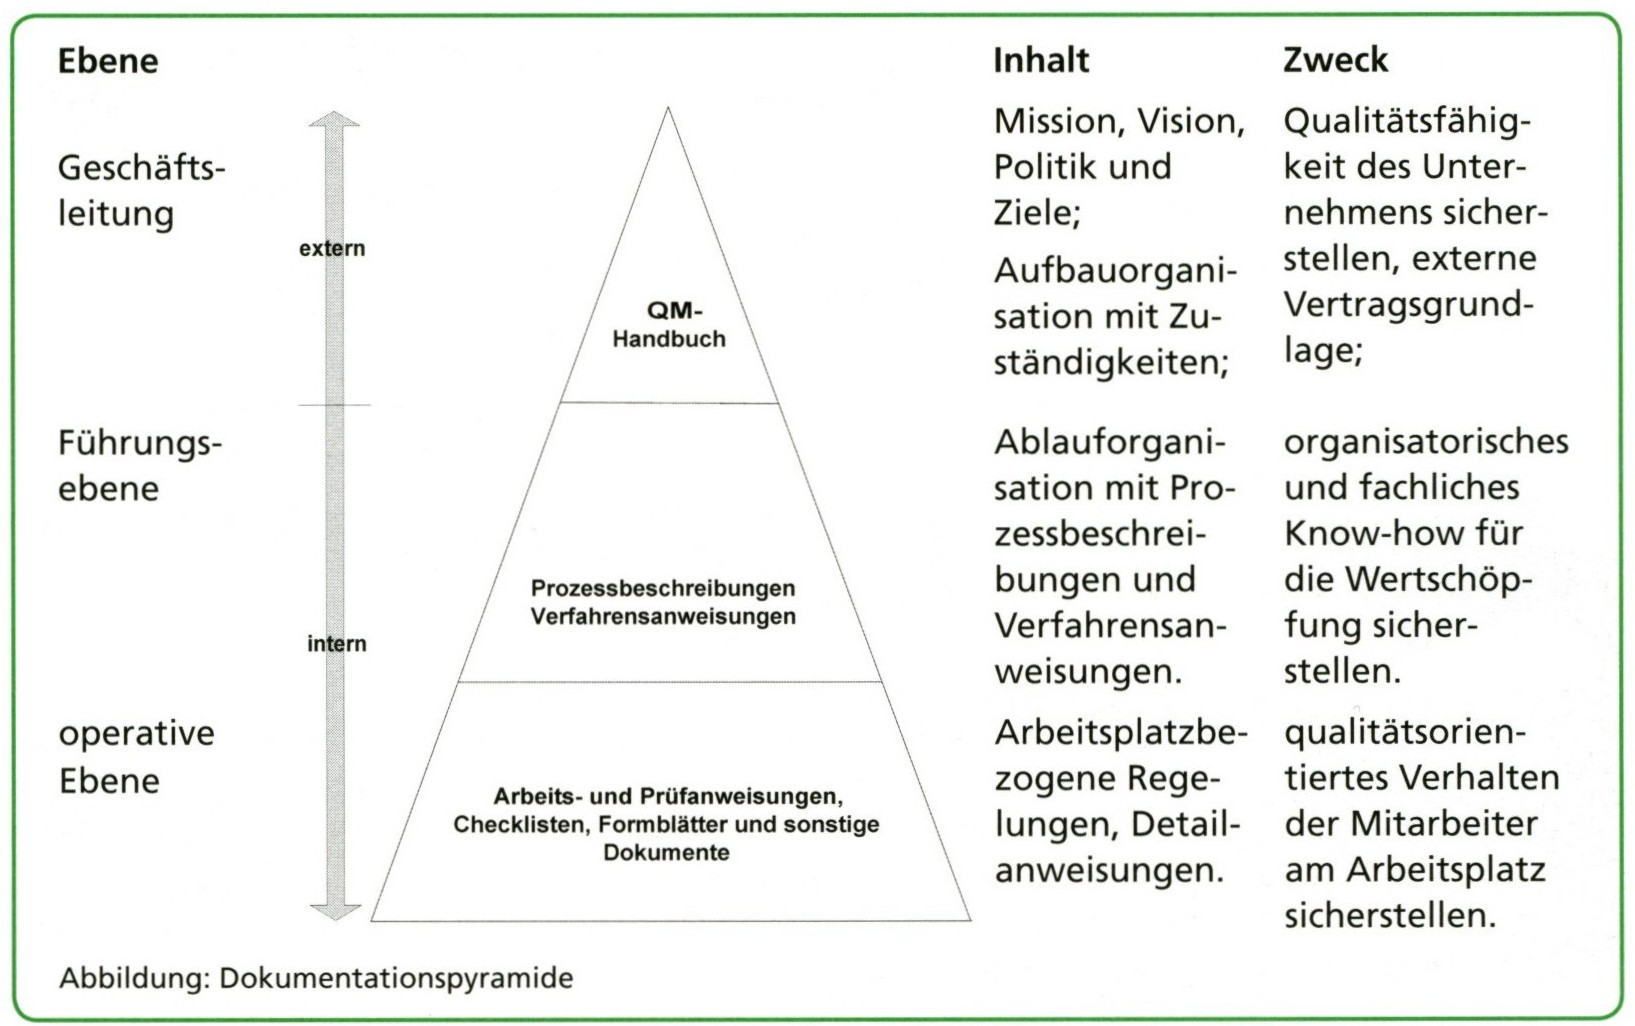 Ebene
Inhalt
Zweck
Geschäfts-
leitung
extern
QM-
Handbuch
Mission, Vision,
Politik und
Ziele;
Aufbauorgani-
sation mit Zu-
ständigkeiten;
Qualitätsfähig-
keit des Unter-
nehmens sicher-
stellen, externe
Vertragsgrund-
lage;
Führungs-
ebene
intern
Prozessbeschreibungen
Verfahrensanweisungen
Ablauforgani-
sation mit Pro-
zessbeschrei-
bungen und
Verfahrensan-
weisungen.
organisatorisches
und fachliches
Know-how für
die Wertschöp-
fung sicher-
stellen.
operative
Ebene
Arbeits- und Prüfanweisungen,
Checklisten, Formblätter und sonstige
Dokumente
Arbeitsplatzbe-
zogene Rege-
lungen, Detail-
anweisungen.
qualitätsorien-
tiertes Verhalten
der Mitarbeiter
am Arbeitsplatz
sicherstellen.
Abbildung: Dokumentationspyramide